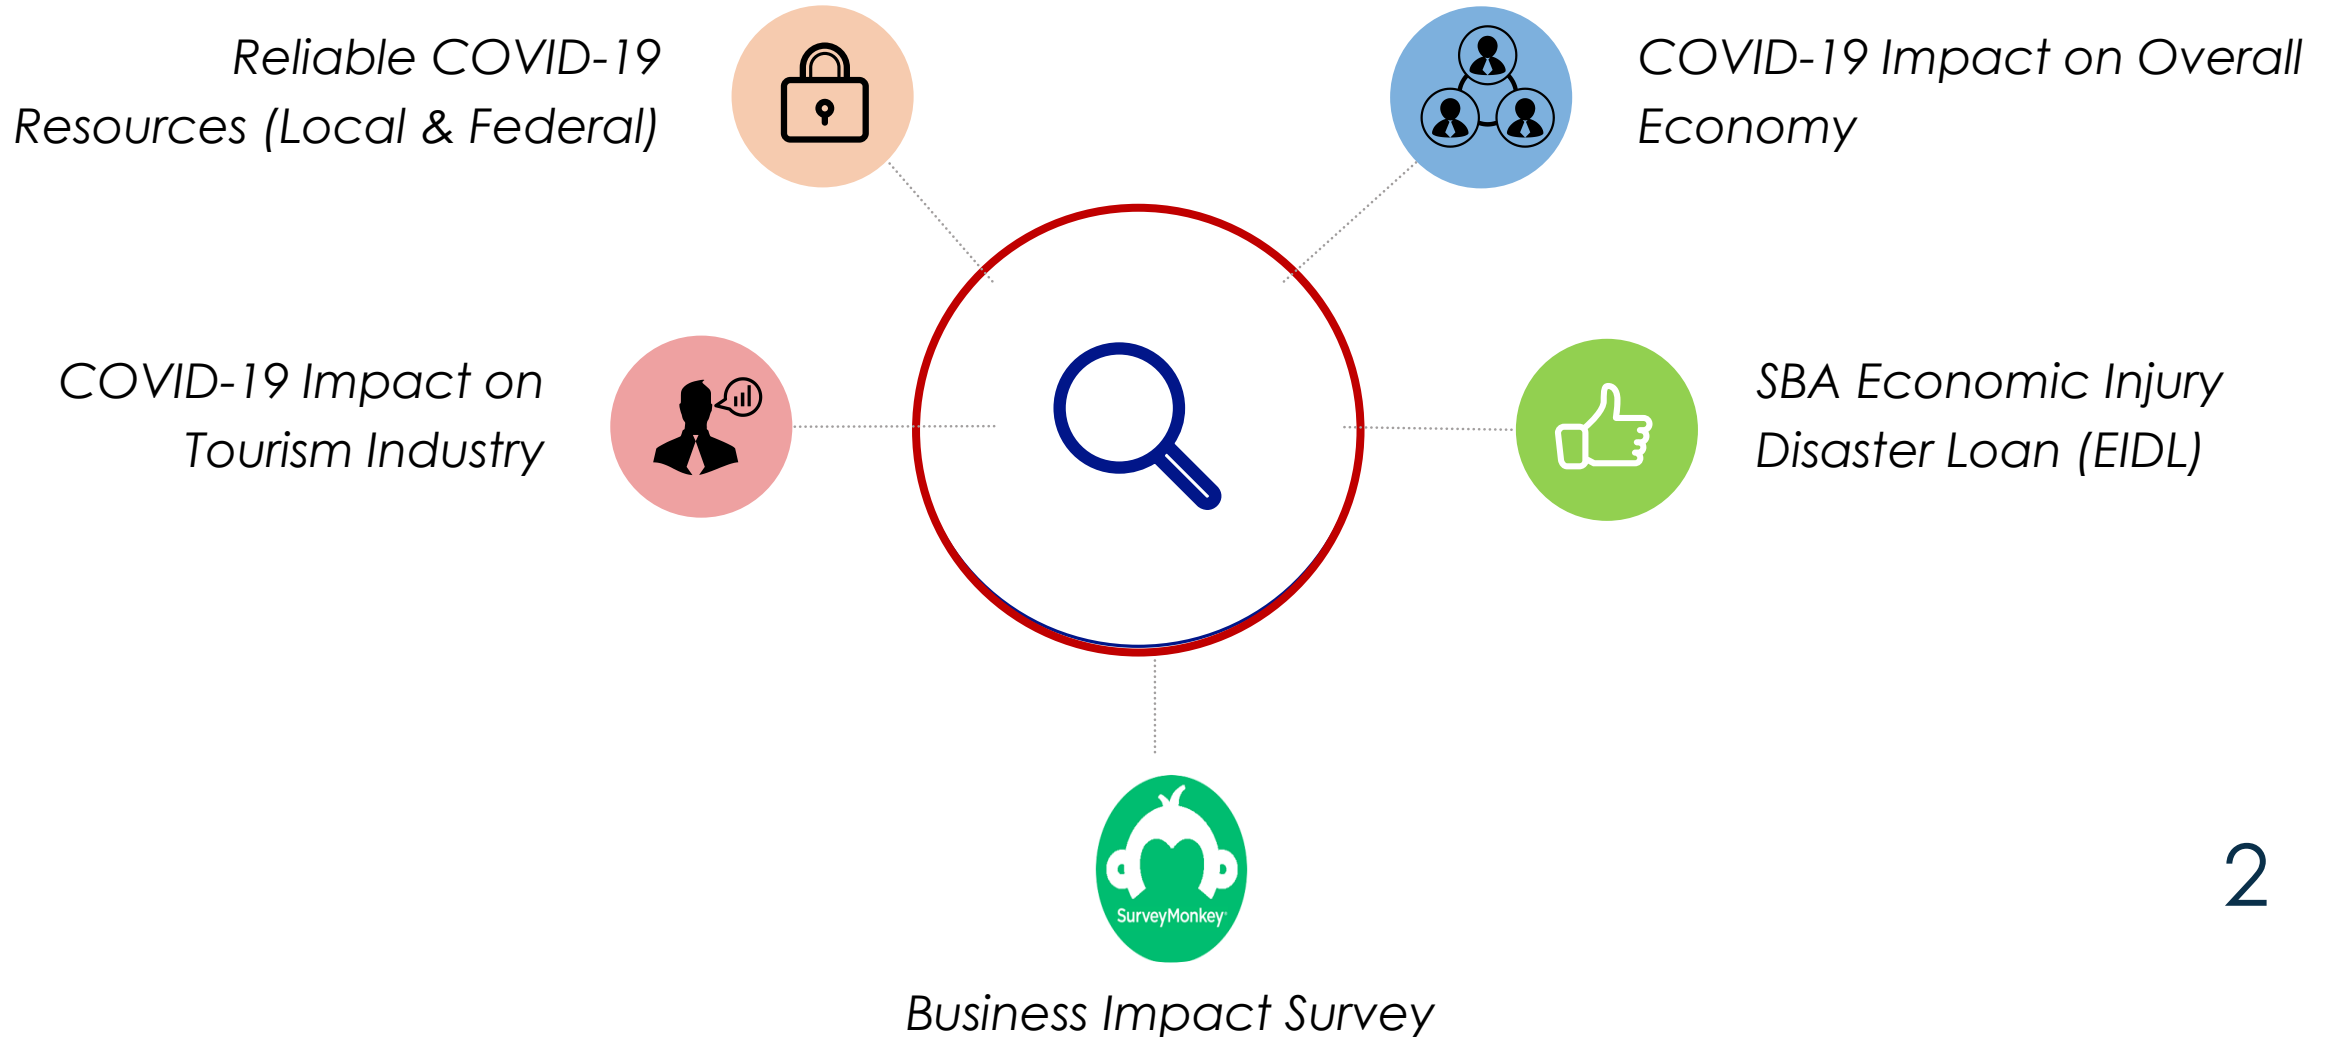 Reliable COVID-19
Resources (Local & Federal)
COVID-19 Impact on Overall
Economy
COVID-19 Impact on
Tourism Industry
SBA Economic Injury
Disaster Loan (EIDL)
SurveyMonkey
Business Impact Survey
2